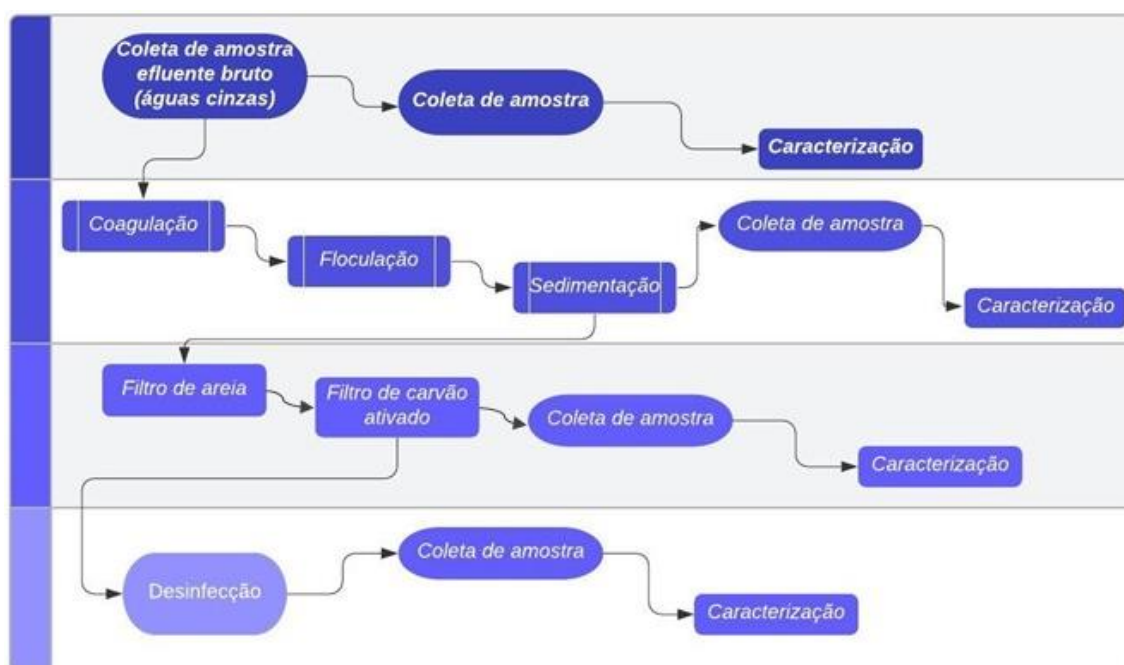 Coleta de amostra
efluente bruto
(águas cinzas)
Coleta de amostra
Caracterização
Coagulação
Floculação
Sedimentação
Coleta de amostra
Caracterização
Filtro de areia
Filtro de carvão
ativado
Coleta de amostra
Caracterização
Desinfecção
Coleta de amostra
Caracterização